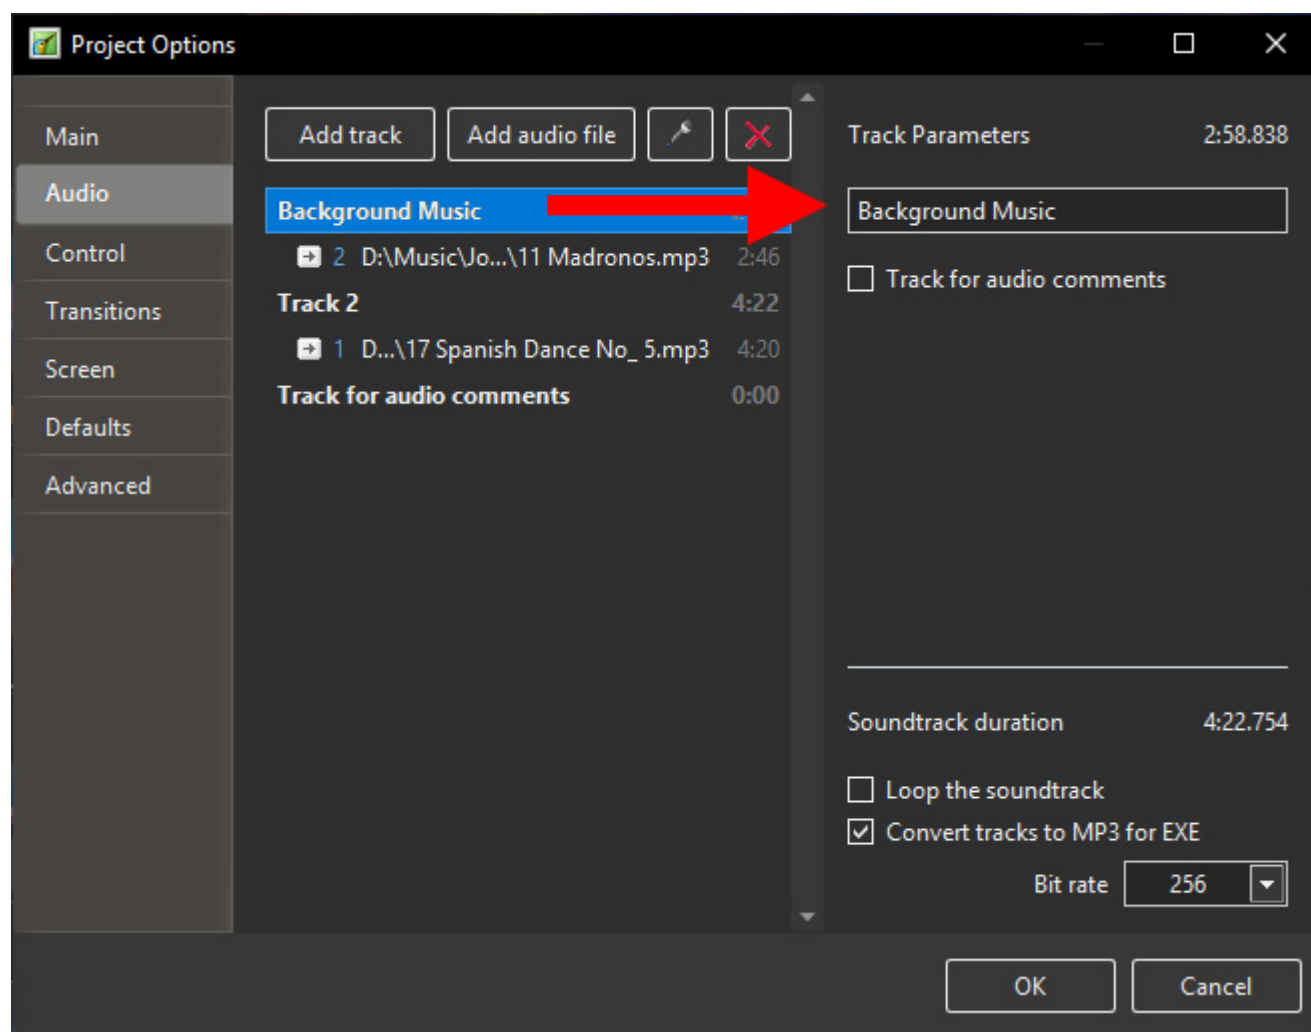 Project Options
Main
Audio
Control
Transitions
Screen
Defaults
Advanced
Add track Add audio file
Background Music
2 D:\Music\Jo...\11 Madronos.mp3 2:46
Track 2 4:22
1 D...\17 Spanish Dance No_ 5.mp3 4:20
Track for audio comments 0:00
Track Parameters 2:58.838
Background Music
Track for audio comments
Soundtrack duration 4:22.754
Loop the soundtrack
Convert tracks to MP3 for EXE
Bit rate 256
OK Cancel